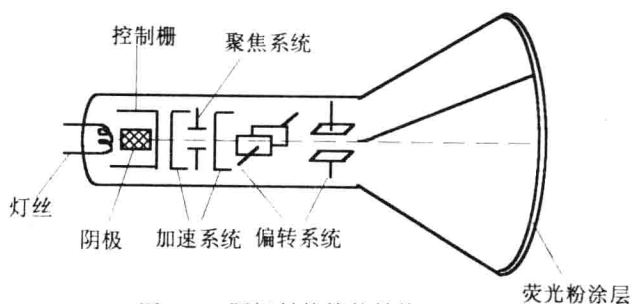 控制栅
聚焦系统
灯丝
阴极
加速系统
偏转系统
荧光粉涂层